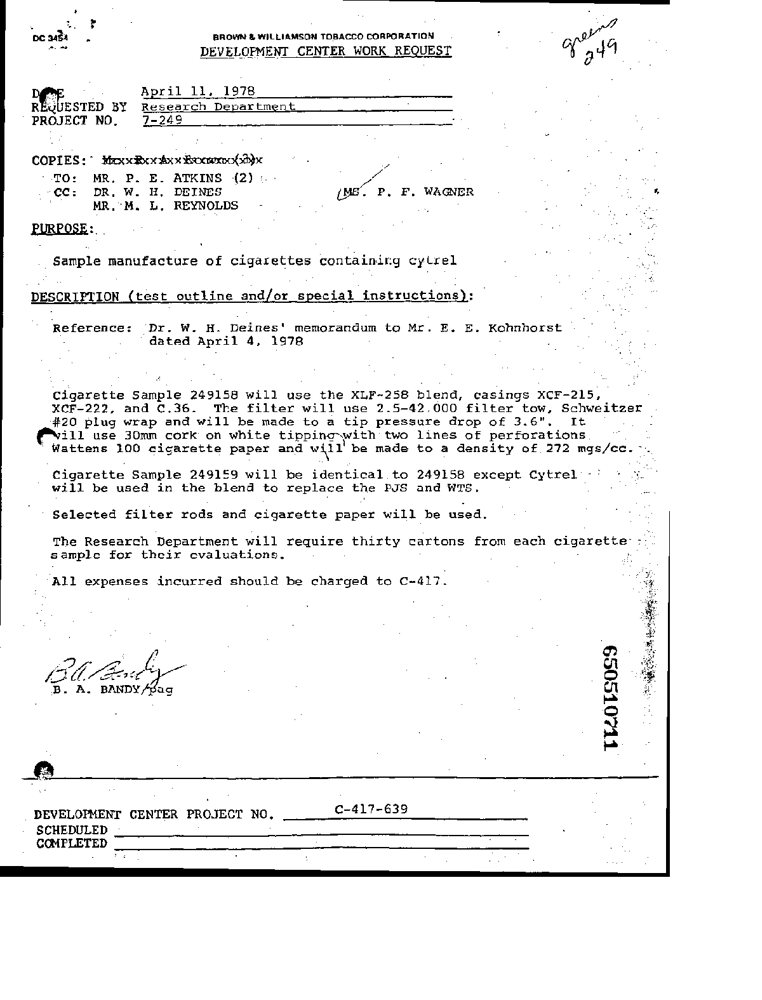 DC 3484
BROWN & WILLIAMSON TOBACCO CORPORATION
DEVELOPMENT CENTER WORK REQUEST
greens
249
DATE April 11, 1978
REQUESTED BY Research Department
PROJECT NO. 7-249
COPIES:
TO: MR. P. E. ATKINS (2)
CC: DR. W. H. DEINES
MS. P. F. WAGNER
MR. M. L. REYNOLDS
PURPOSE:
Sample manufacture of cigarettes containing cytrel
DESCRIPTION (test outline and/or special instructions):
Reference: Dr. W. H. Deines' memorandum to Mr. E. E. Kohnhorst
dated April 4, 1978
Cigarette Sample 249158 will use the XLF-258 blend, casings XCF-215,
XCF-222, and C.36. The filter will use 2.5-42.000 filter tow, Schweitzer
#20 plug wrap and will be made to a tip pressure drop of 3.6". It
will use 30mm cork on white tipping with two lines of perforations
Wattens 100 cigarette paper and will be made to a density of 272 mgs/cc.
Cigarette Sample 249159 will be identical to 249158 except Cytrel
will be used in the blend to replace the PJS and WTS.
Selected filter rods and cigarette paper will be used.
The Research Department will require thirty cartons from each cigarette
sample for their evaluations.
All expenses incurred should be charged to C-417.
B.A. Bandy
B. A. BANDY/pag
650510711
DEVELOPMENT CENTER PROJECT NO. C-417-639
SCHEDULED
COMPLETED